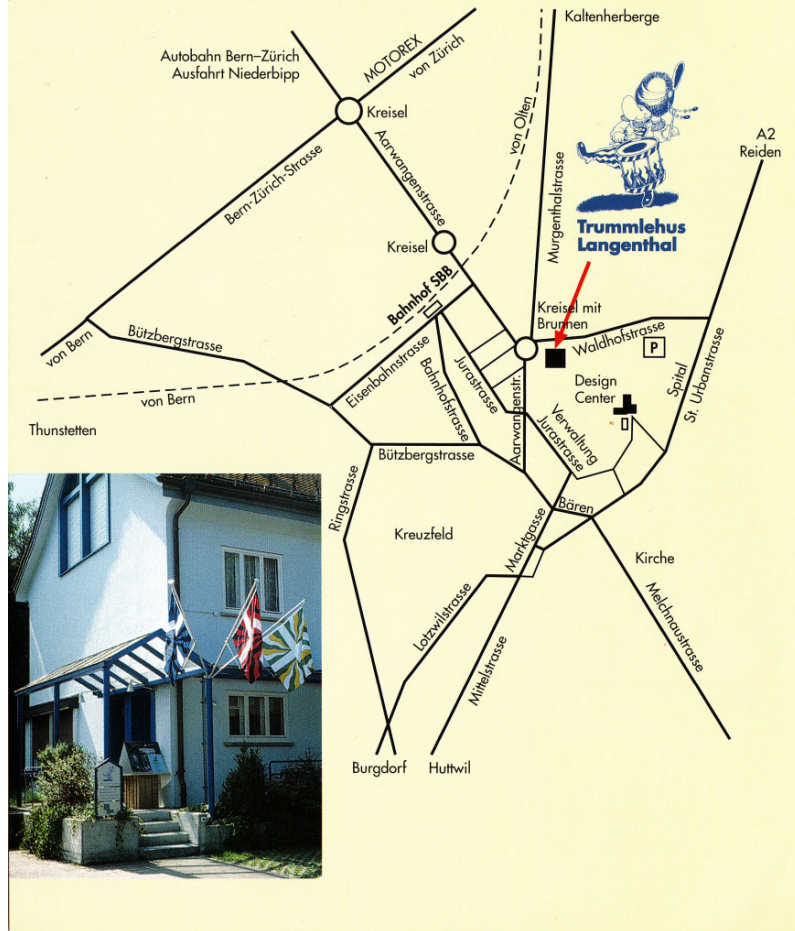 Kaltenherberge
Autobahn Bern–Zürich
Ausfahrt Niederbipp
MOTOREX
von Zürich
Kreisel
Aarwangenstrasse
von Olten
Bern-Zürich-Strasse
Murgenthalstrasse
A2
Reiden
Trummlehus
Langenthal
Kreisel
Bahnhof SBB
Kreisel mit
Brunnen
Waldhofstrasse
P
von Bern
Bützbergstrasse
Eisenbahnstrasse
Bahnhofstrasse
Jurastrasse
Aarwangenstr.
Design
Center
Spital
St. Urbanstrasse
von Bern
Thunstetten
Verwaltung
Jurastrasse
Bützbergstrasse
Ringstrasse
Kreuzfeld
Marktgasse
Bären
Kirche
Melchnaustrasse
Lotzwilstrasse
Mittelstrasse
Burgdorf
Huttwil